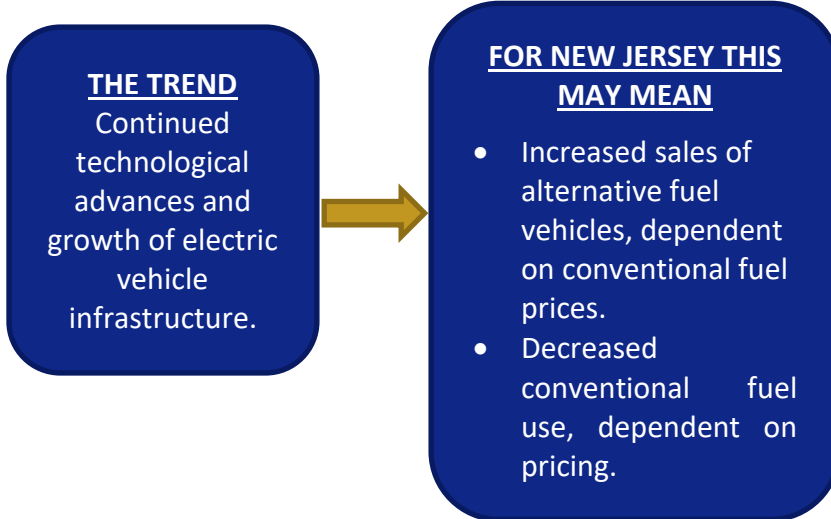 THE TREND
Continued
technological
advances and
growth of electric
vehicle
infrastructure.
FOR NEW JERSEY THIS
MAY MEAN
• Increased sales of
alternative fuel
vehicles, dependent
on conventional fuel
prices.
• Decreased
conventional fuel
use, dependent on
pricing.